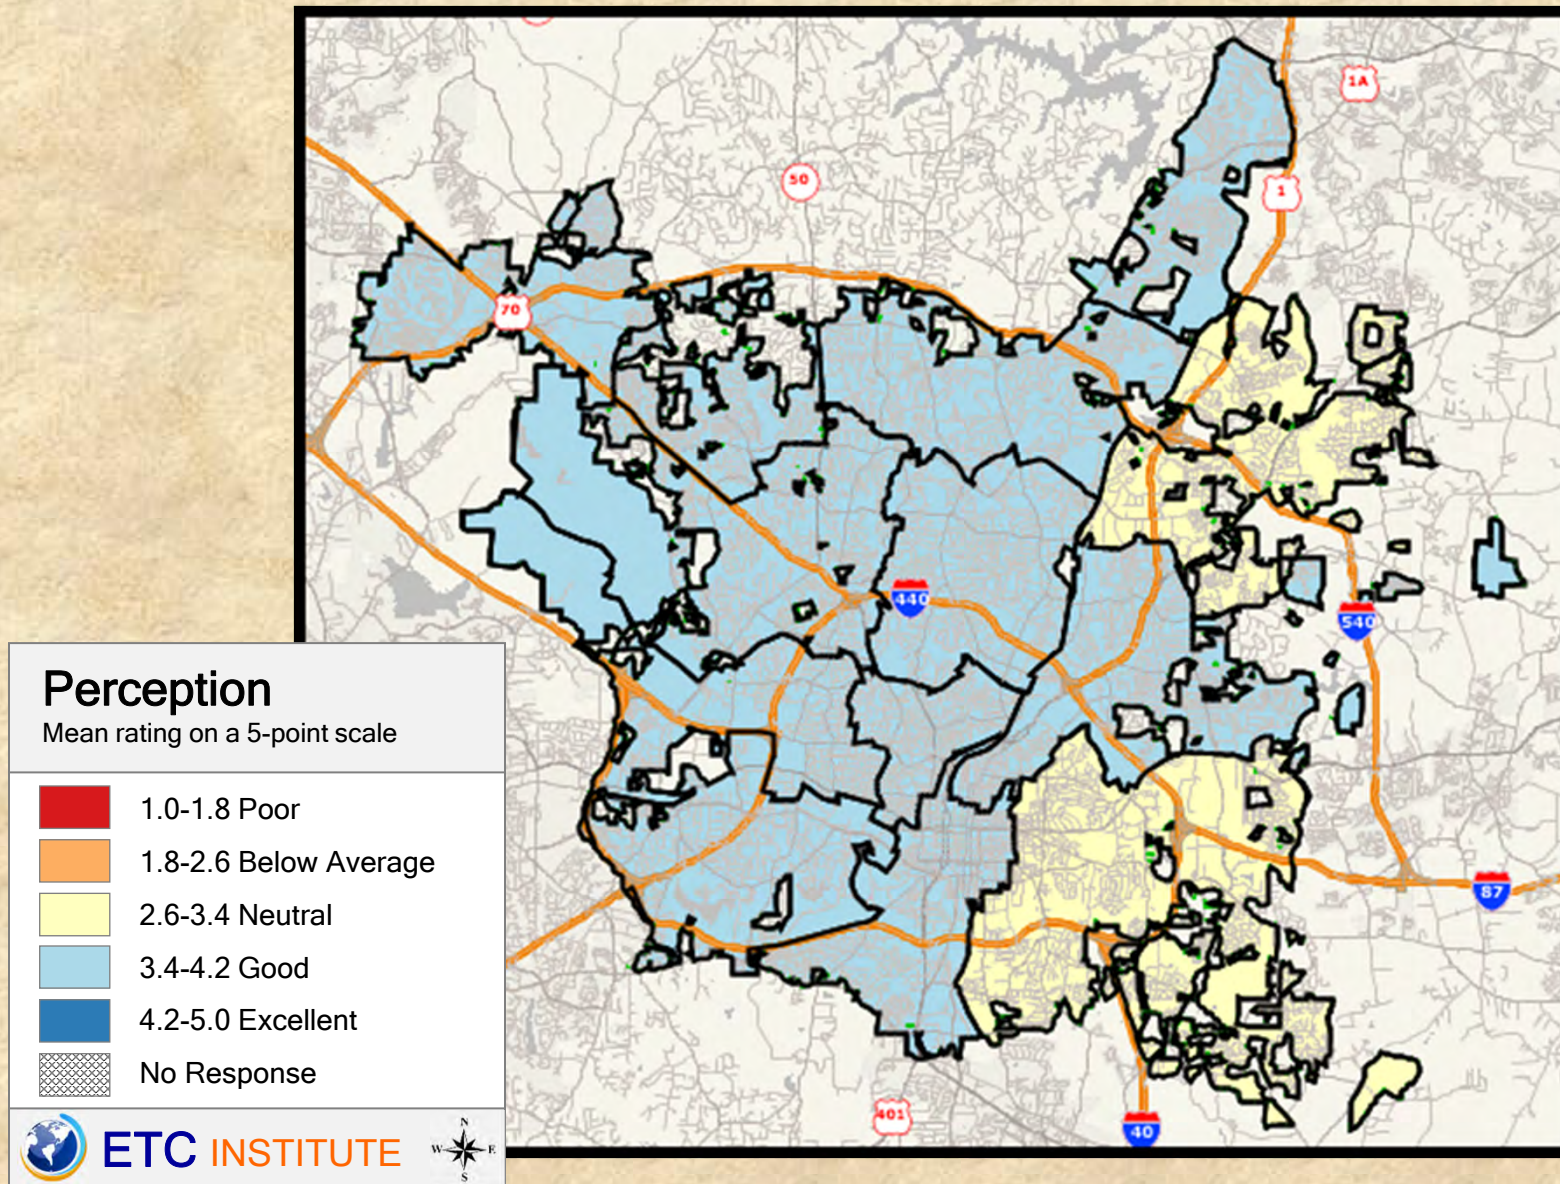 1A
50
1
70
440
540
87
401
40
Perception
Mean rating on a 5-point scale
1.0-1.8 Poor
1.8-2.6 Below Average
2.6-3.4 Neutral
3.4-4.2 Good
4.2-5.0 Excellent
No Response
ETC INSTITUTE
N
W E
S